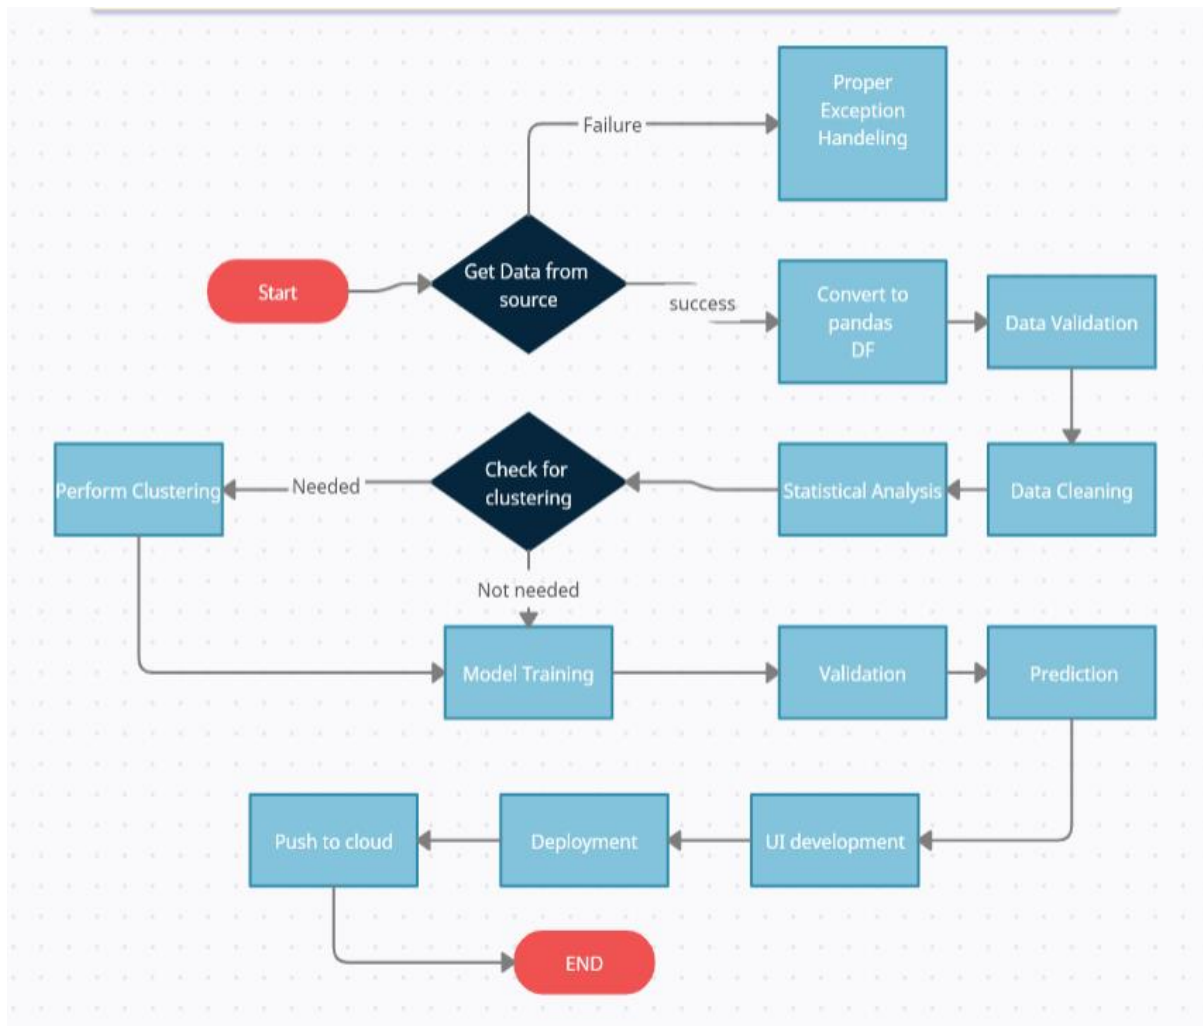 Proper
Exception
Handeling
Failure
Start
Get Data from
source
success
Convert to
pandas
DF
Data Validation
Perform Clustering
Needed
Check for
clustering
Statistical Analysis
Data Cleaning
Not needed
Model Training
Validation
Prediction
Push to cloud
Deployment
UI development
END